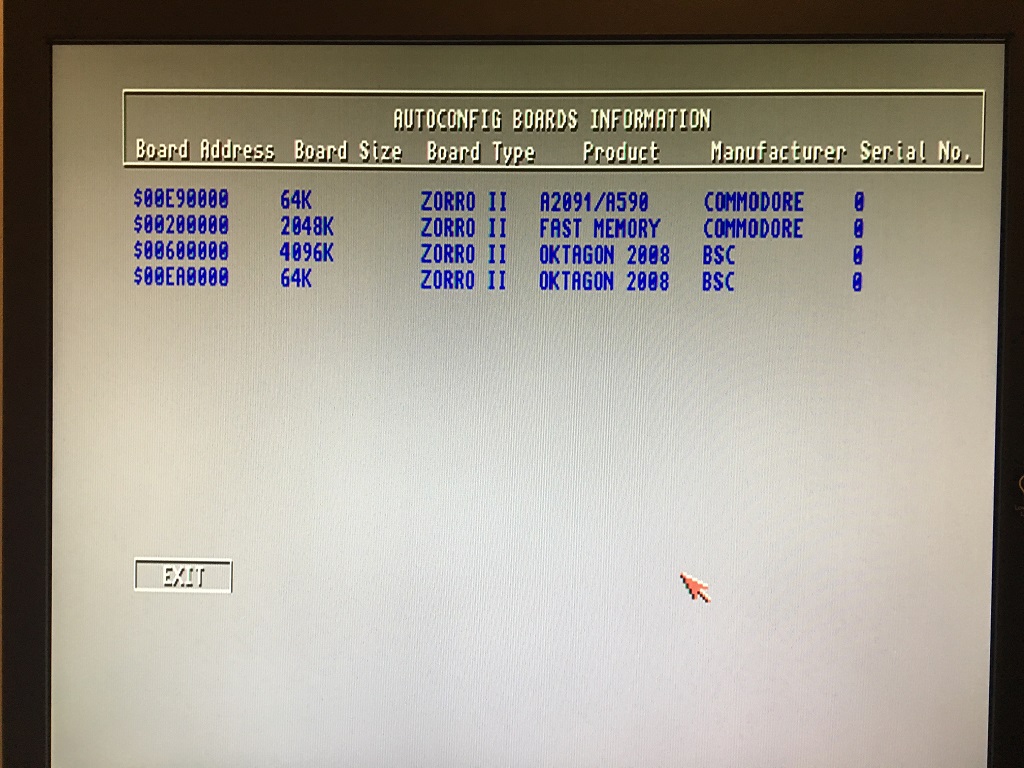 AUTOCONFIG BOARDS INFORMATION
Board Address Board Size Board Type Product Manufacturer Serial No.
$00E90000 64K ZORRO II A2091/A590 COMMODORE 0
$00200000 2048K ZORRO II FAST MEMORY COMMODORE 0
$00600000 4096K ZORRO II OKTAGON 2008 BSC 0
$00EA0000 64K ZORRO II OKTAGON 2008 BSC 0
EXIT